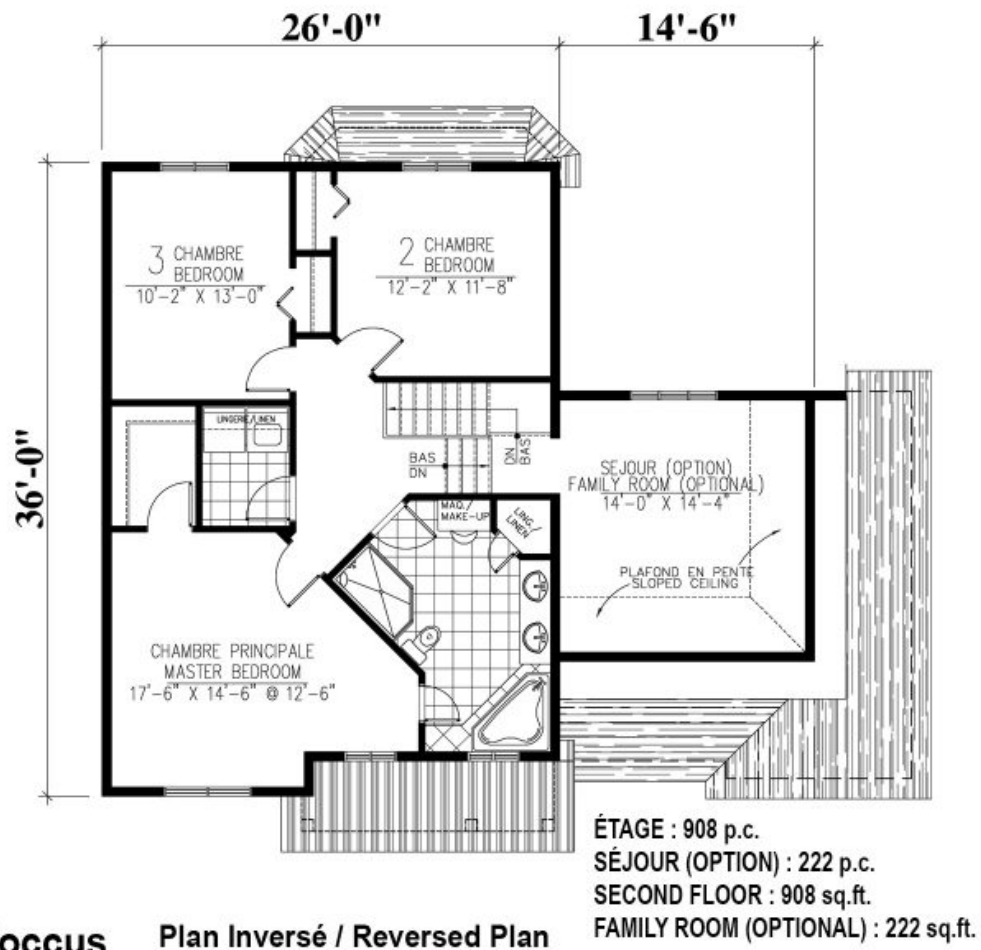 26'-0"
14'-6"
36'-0"
3 CHAMBRE
BEDROOM
10'-2" X 13'-0"
2 CHAMBRE
BEDROOM
12'-2" X 11'-8"
LINGERIE/LINEN
BAS
DN
DN
BAS
SEJOUR (OPTION)
FAMILY ROOM (OPTIONAL)
14'-0" X 14'-4"
MAQ./
MAKE-UP
LING./
LINEN
PLAFOND EN PENTE
SLOPED CEILING
CHAMBRE PRINCIPALE
MASTER BEDROOM
17'-6" X 14'-6" @ 12'-6"
ÉTAGE : 908 p.c.
SÉJOUR (OPTION) : 222 p.c.
SECOND FLOOR : 908 sq.ft.
FAMILY ROOM (OPTIONAL) : 222 sq.ft.
Plan Inversé / Reversed Plan